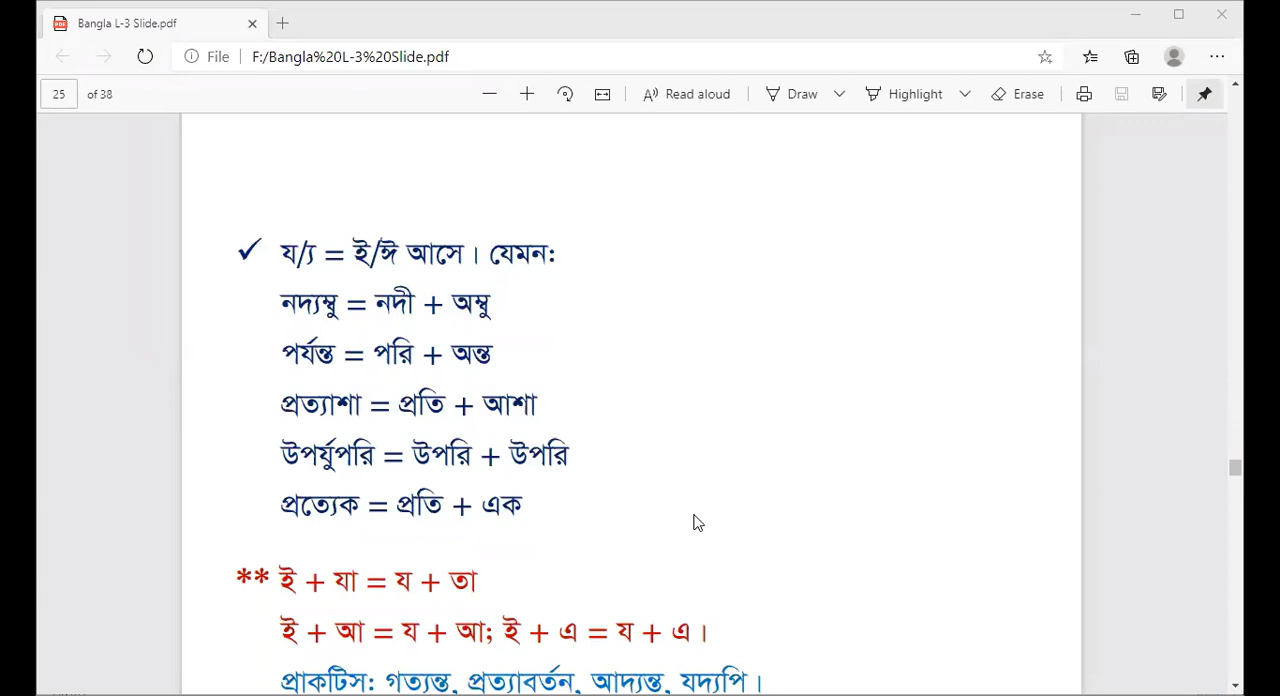 Bangla L-3 Slide.pdf
File F:/Bangla%20L-3%20Slide.pdf
25 of 38 Read aloud Draw Highlight Erase
✓ য/্য = ই/ঈ আসে। যেমন:
নদ্যম্বু = নদী + অম্বু
পর্যন্ত = পরি + অন্ত
প্রত্যাশা = প্রতি + আশা
উপর্যুপরি = উপরি + উপরি
প্রত্যেক = প্রতি + এক
** ই + যা = য + তা
ই + আ = য + আ; ই + এ = য + এ।
প্রাকটিস: গত্যন্ত, প্রত্যাবর্তন, আদ্যন্ত, যদ্যপি।